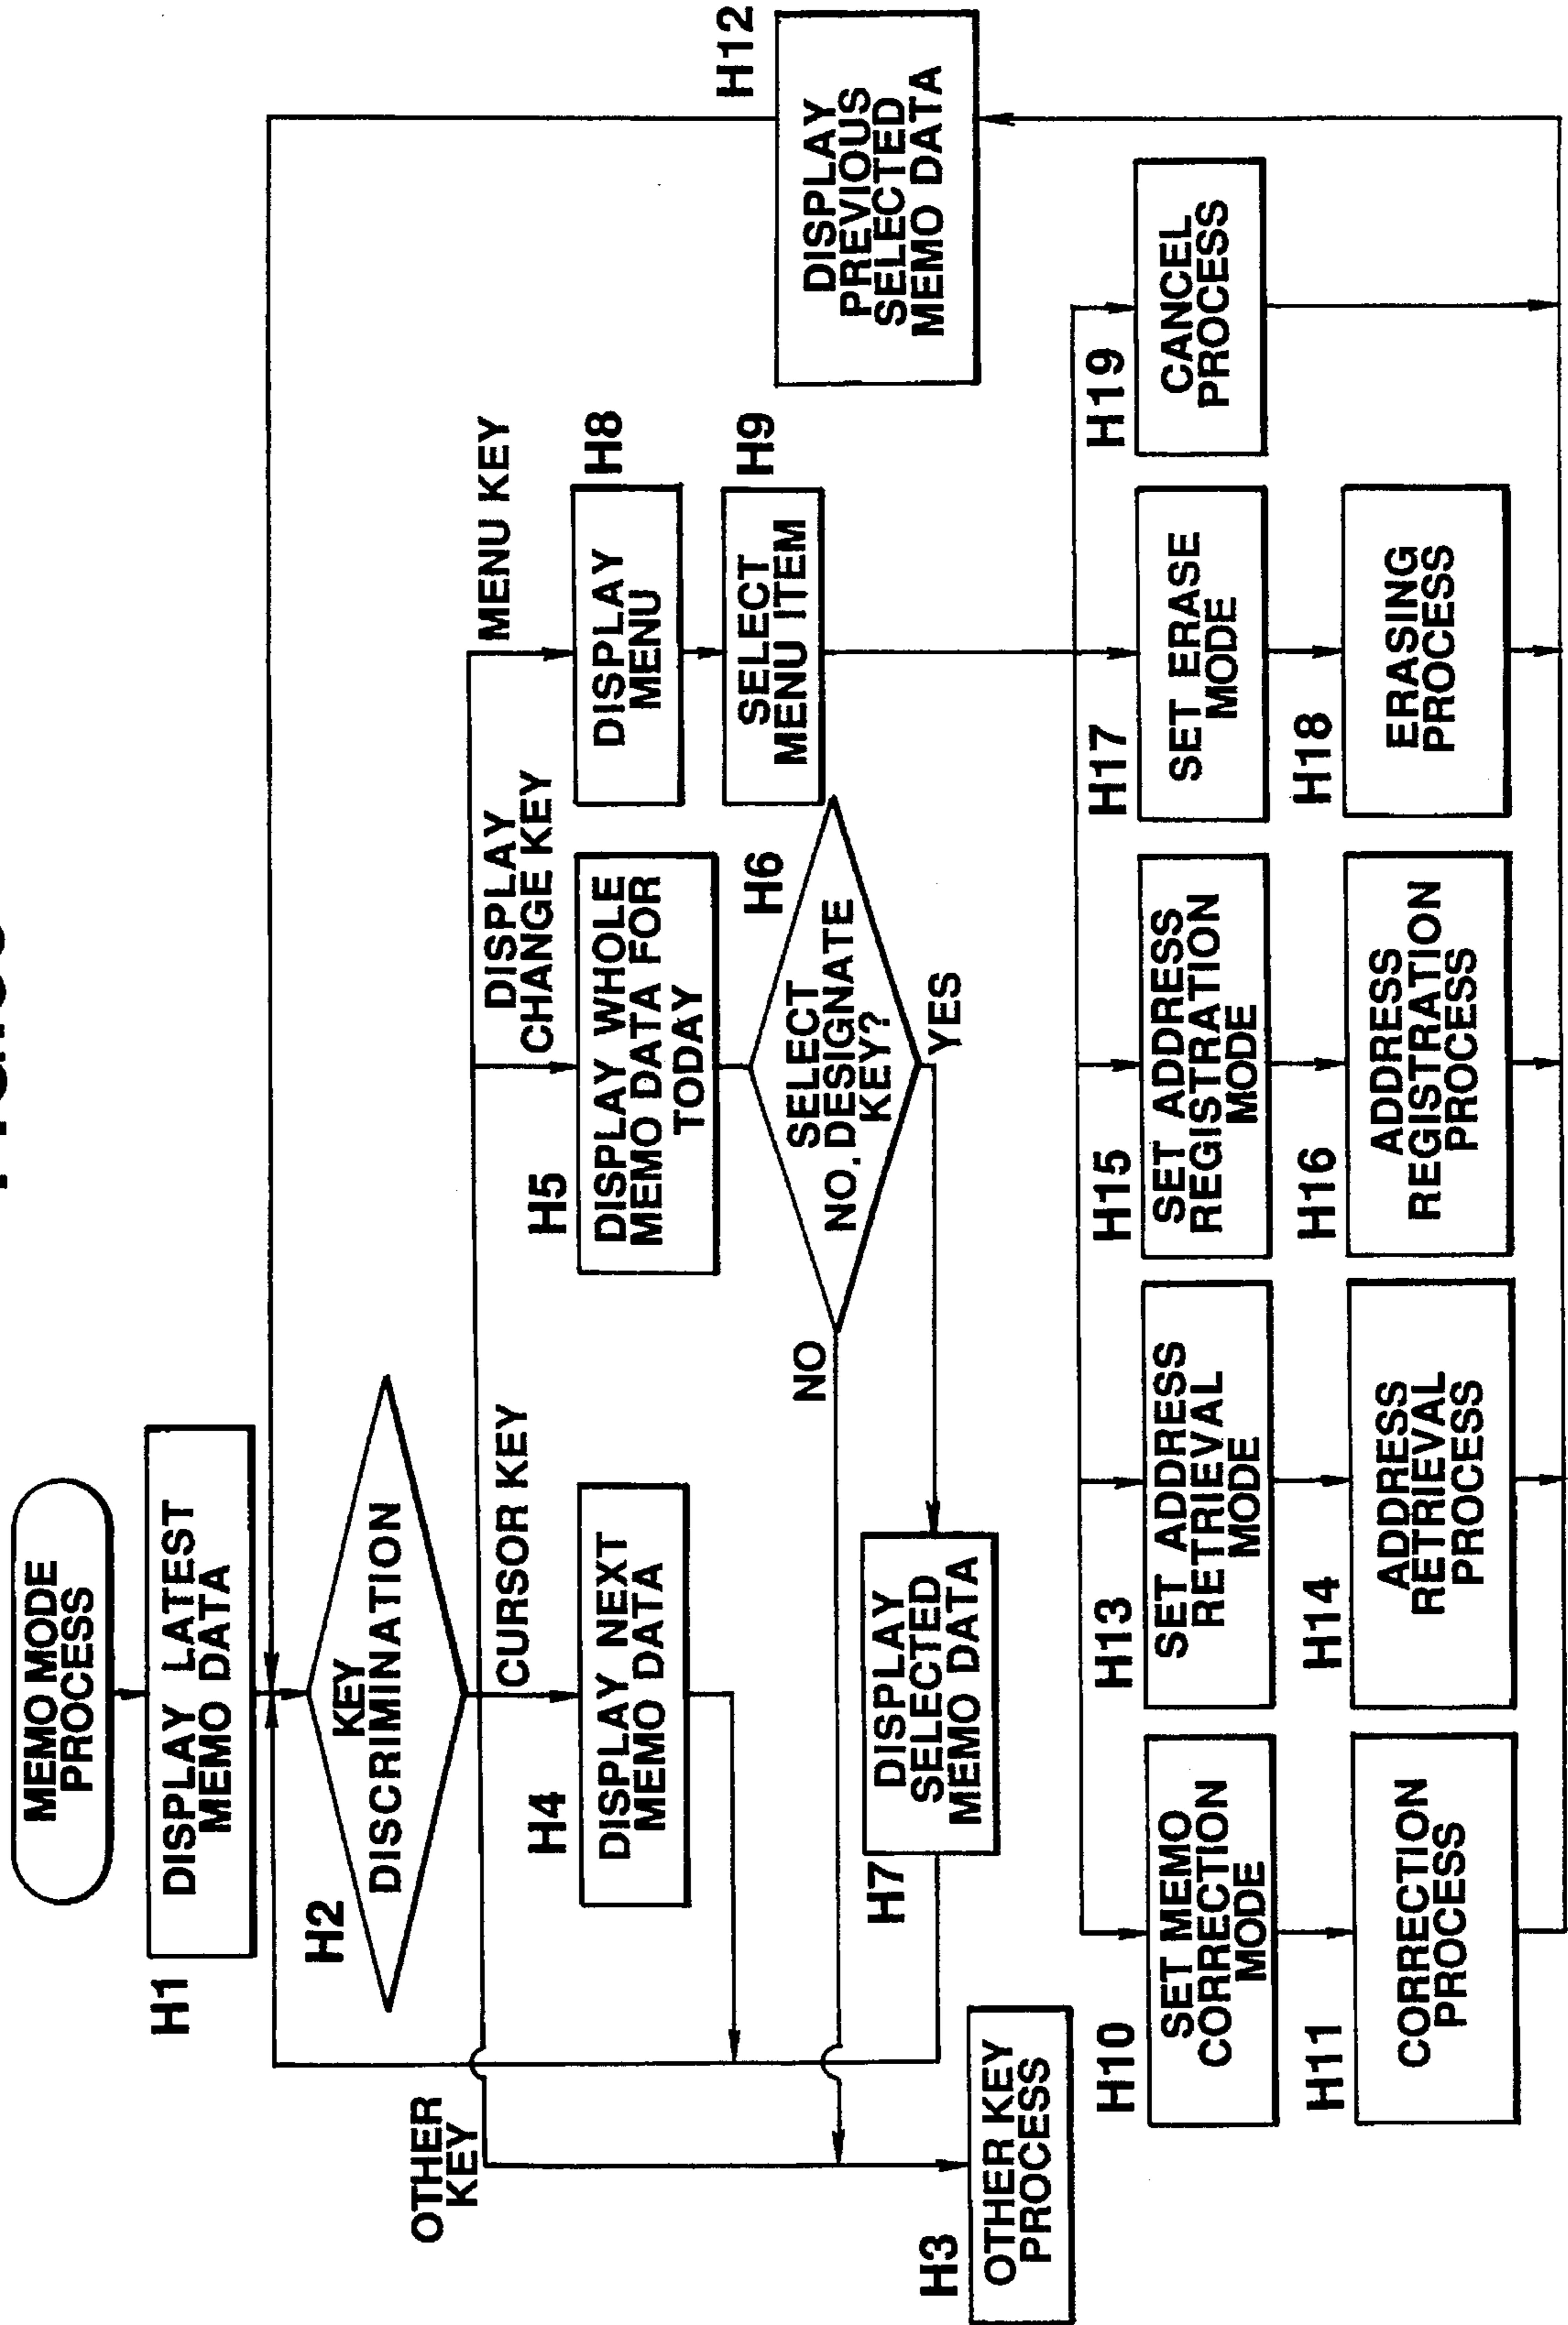 MEMO MODE
PROCESS
H1
DISPLAY LATEST
MEMO DATA
H2
KEY
DISCRIMINATION
OTHER
KEY
CURSOR KEY
DISPLAY
CHANGE KEY
MENU KEY
H4
DISPLAY NEXT
MEMO DATA
H5
DISPLAY WHOLE
MEMO DATA FOR
TODAY
DISPLAY
MENU
H8
SELECT
MENU ITEM
H9
H6
SELECT
NO. DESIGNATE
KEY?
NO
YES
H7
DISPLAY
SELECTED
MEMO DATA
H3
OTHER KEY
PROCESS
H12
DISPLAY
PREVIOUS
SELECTED
MEMO DATA
H10
SET MEMO
CORRECTION
MODE
H13
SET ADDRESS
RETRIEVAL
MODE
H15
SET ADDRESS
REGISTRATION
MODE
H17
SET ERASE
MODE
H19
CANCEL
PROCESS
H11
CORRECTION
PROCESS
H14
ADDRESS
RETRIEVAL
PROCESS
H16
ADDRESS
REGISTRATION
PROCESS
H18
ERASING
PROCESS